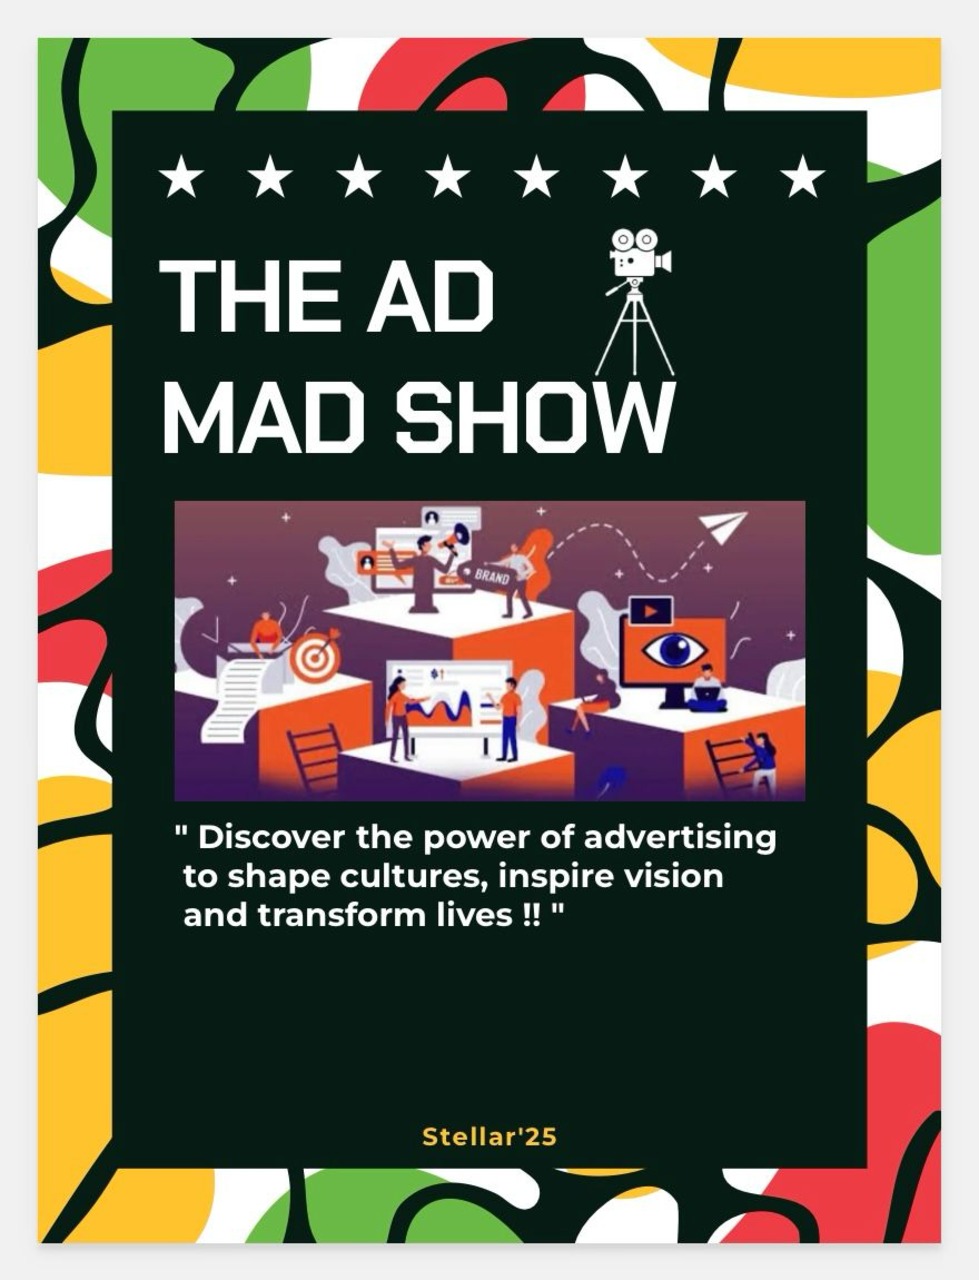 THE AD
MAD SHOW
BRAND
" Discover the power of advertising
to shape cultures, inspire vision
and transform lives !! "
Stellar'25